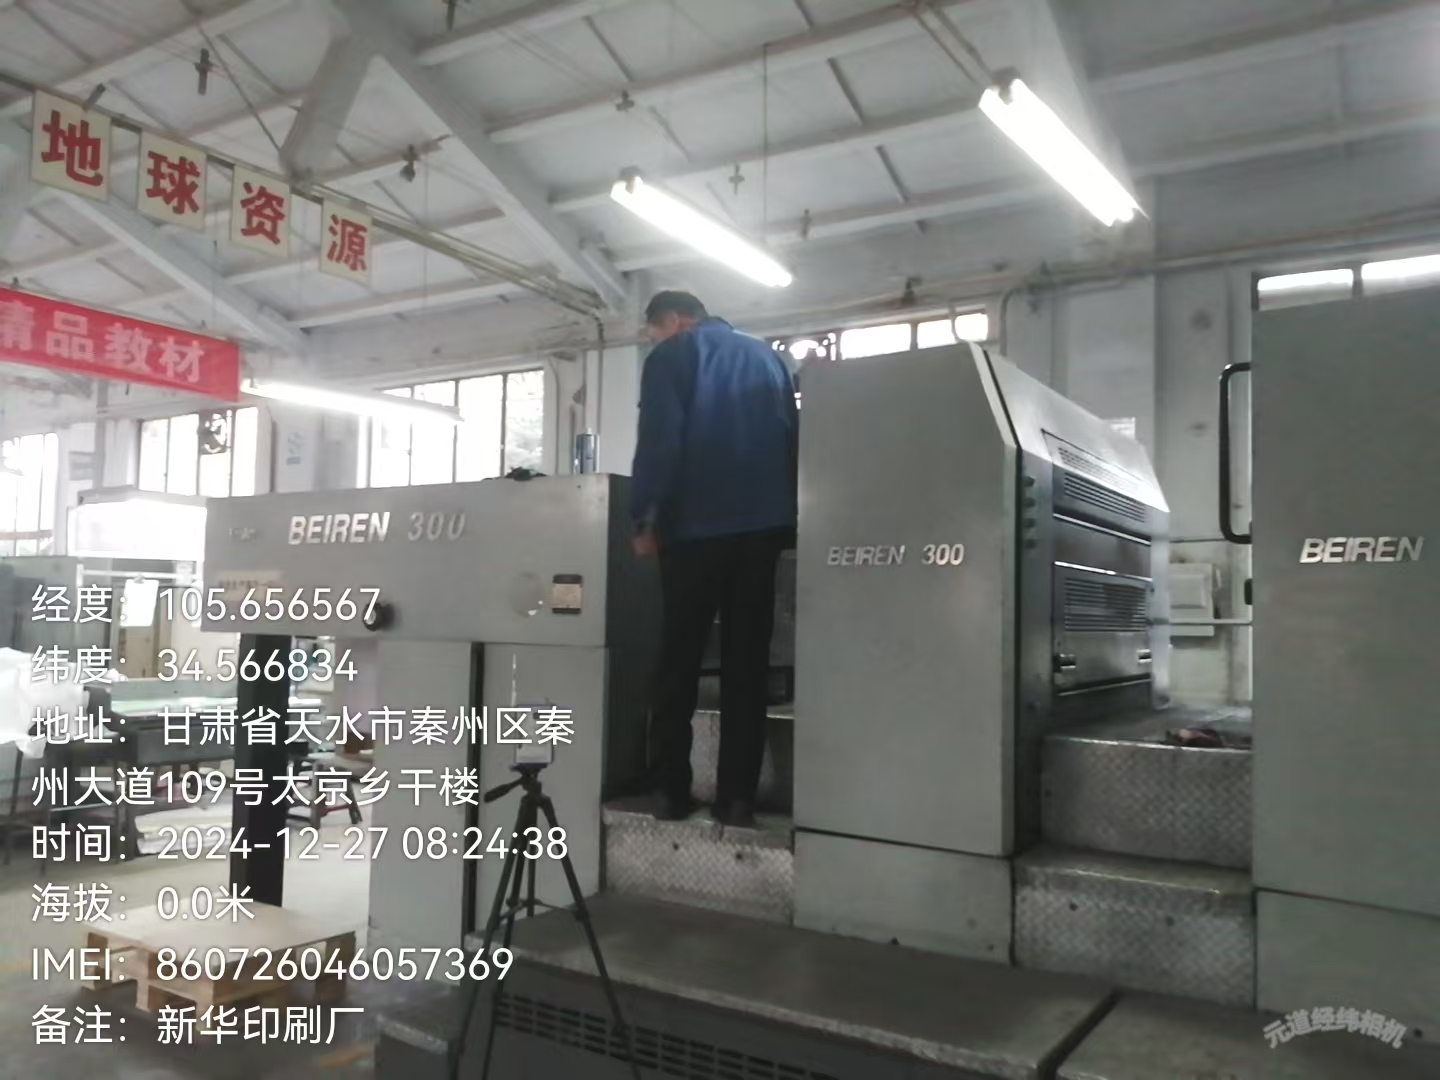 地球资源
精品教材
BEIREN 300
BEIREN 300
BEIREN
经度：105.656567
纬度：34.566834
地址：甘肃省天水市秦州区秦
州大道109号太京乡干楼
时间：2024-12-27 08:24:38
海拔：0.0米
IMEI：860726046057369
备注：新华印刷厂
元道经纬相机